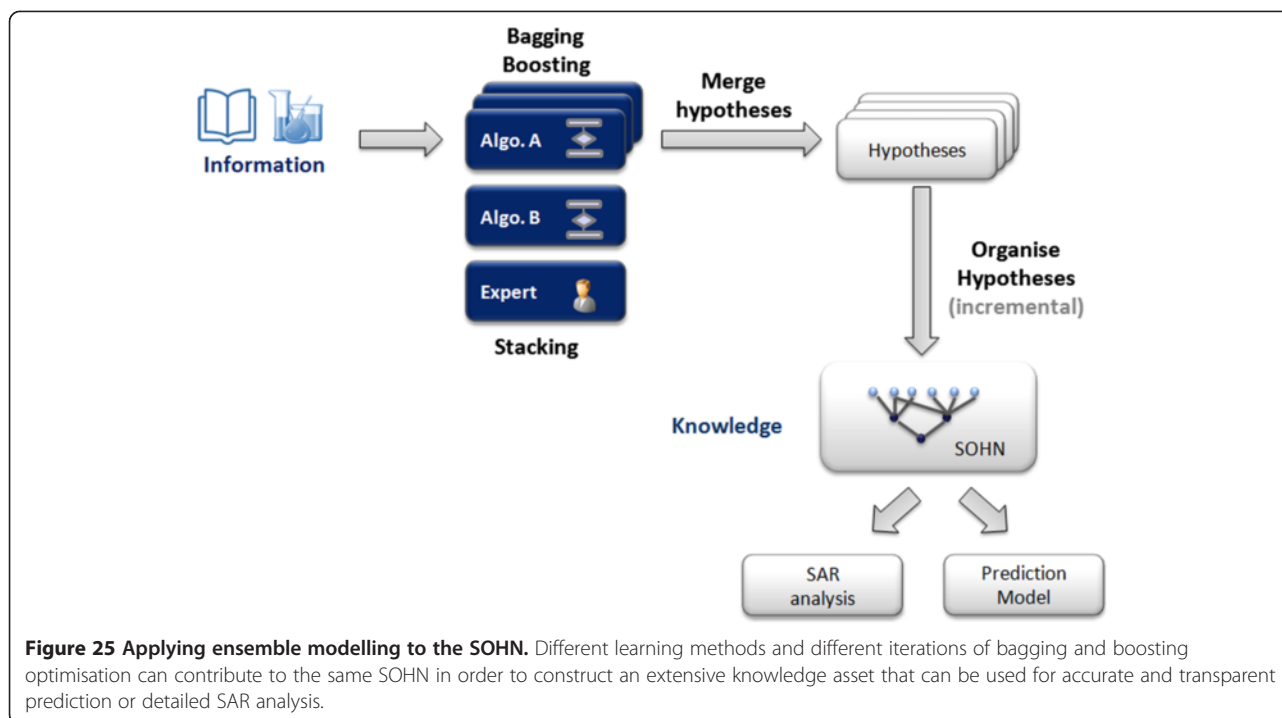 Bagging
Boosting
Information
Algo. A
Algo. B
Expert
Stacking
Merge
hypotheses
Hypotheses
Organise
Hypotheses
(incremental)
Knowledge
SOHN
SAR
analysis
Prediction
Model
Figure 25 Applying ensemble modelling to the SOHN. Different learning methods and different iterations of bagging and boosting
optimisation can contribute to the same SOHN in order to construct an extensive knowledge asset that can be used for accurate and transparent
prediction or detailed SAR analysis.